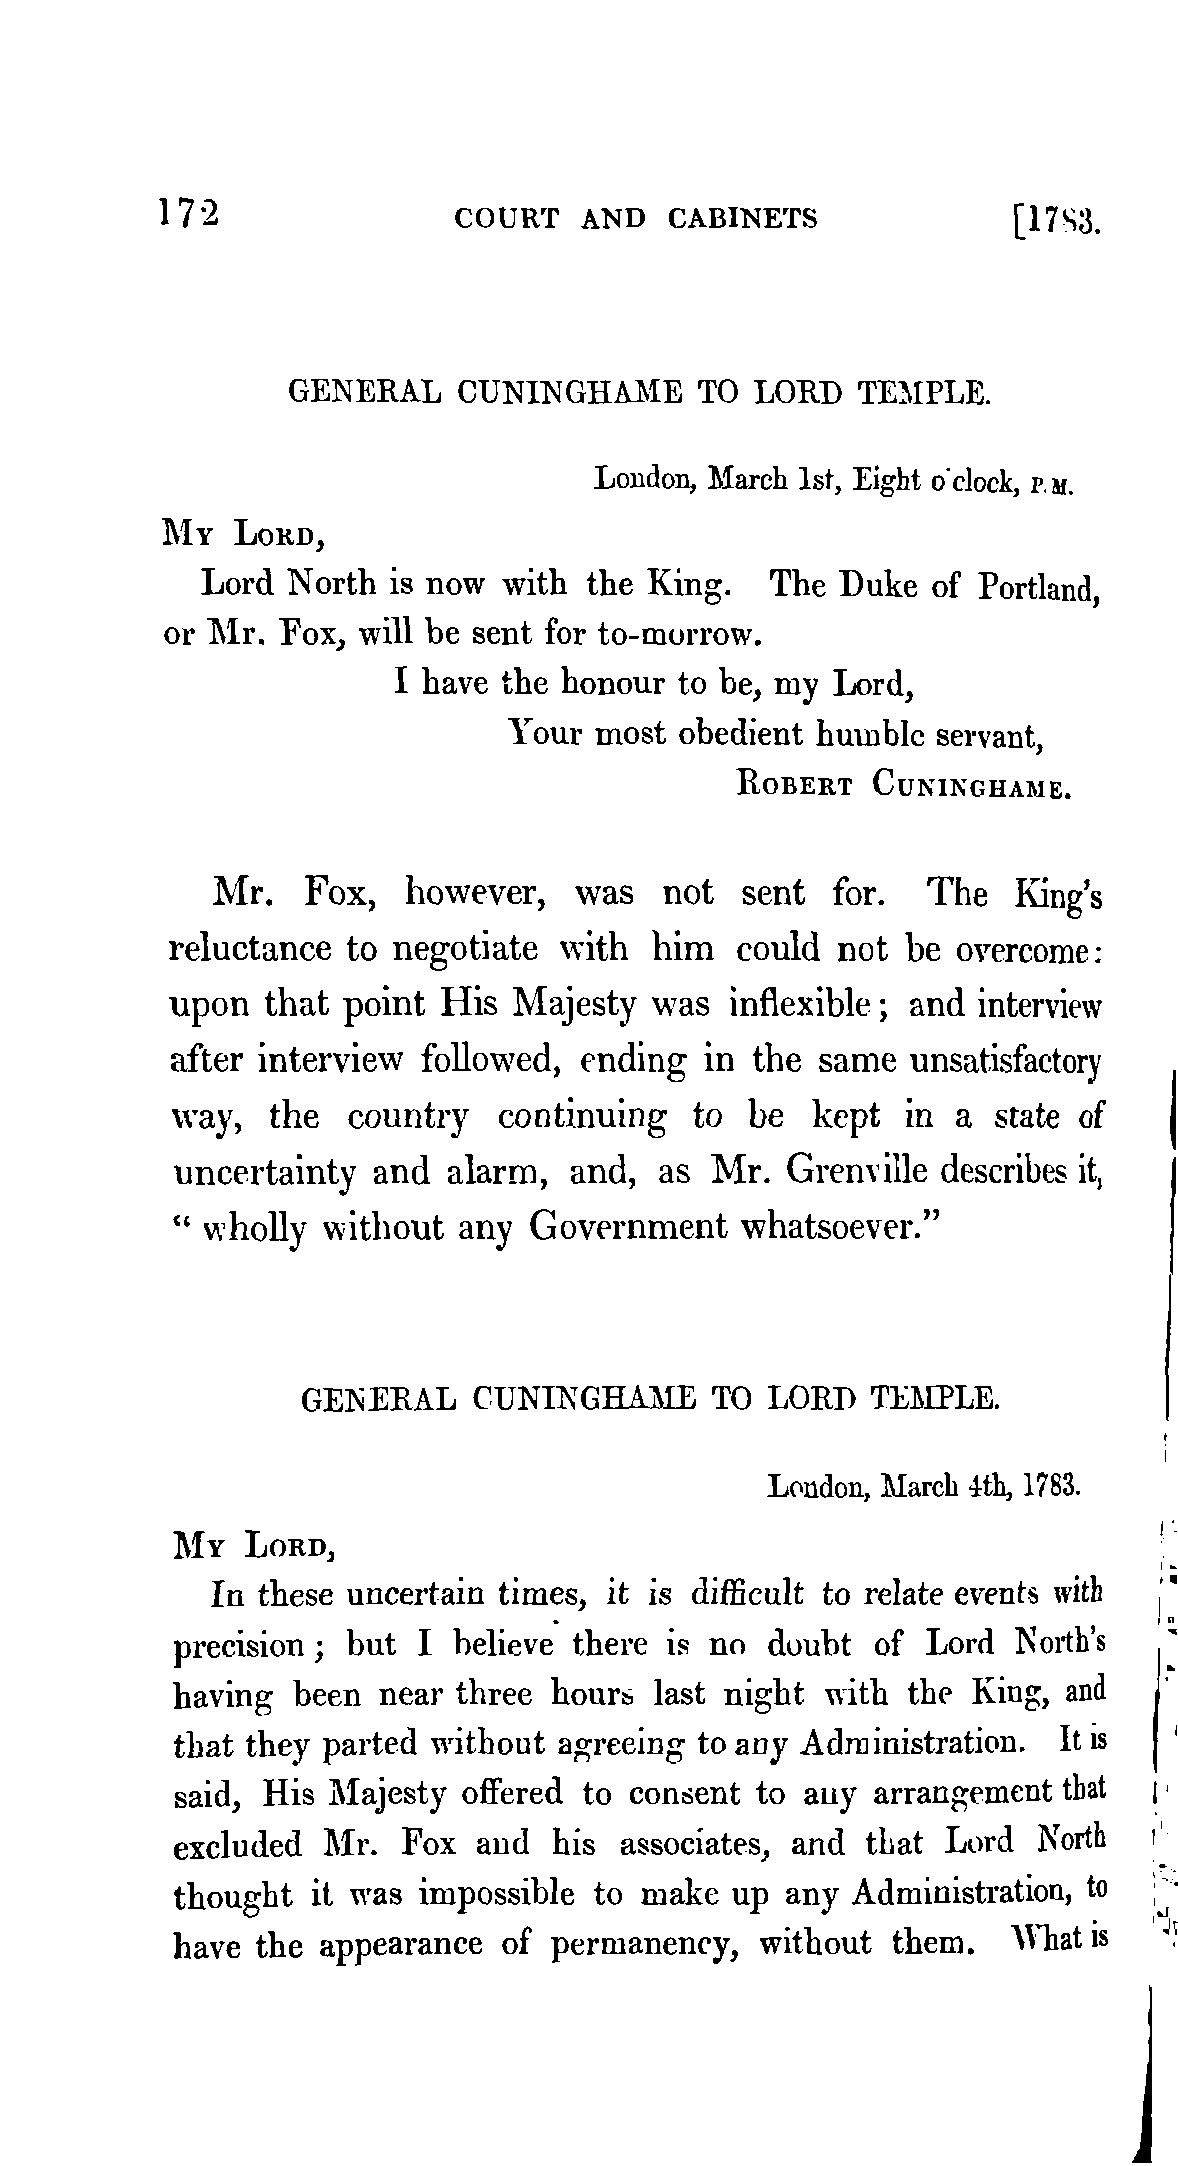 172 COURT AND CABINETS [1783.
GENERAL CUNINGHAME TO LORD TEMPLE.
London, March 1st, Eight o'clock, P.M.
MY LORD,
Lord North is now with the King. The Duke of Portland,
or Mr. Fox, will be sent for to-morrow.
I have the honour to be, my Lord,
Your most obedient humble servant,
ROBERT CUNINGHAME.
Mr. Fox, however, was not sent for. The King's
reluctance to negotiate with him could not be overcome:
upon that point His Majesty was inflexible; and interview
after interview followed, ending in the same unsatisfactory
way, the country continuing to be kept in a state of
uncertainty and alarm, and, as Mr. Grenville describes it,
" wholly without any Government whatsoever."
GENERAL CUNINGHAME TO LORD TEMPLE.
London, March 4th, 1783.
MY LORD,
In these uncertain times, it is difficult to relate events with
precision; but I believe there is no doubt of Lord North's
having been near three hours last night with the King, and
that they parted without agreeing to any Administration. It is
said, His Majesty offered to consent to any arrangement that
excluded Mr. Fox and his associates, and that Lord North
thought it was impossible to make up any Administration, to
have the appearance of permanency, without them. What is